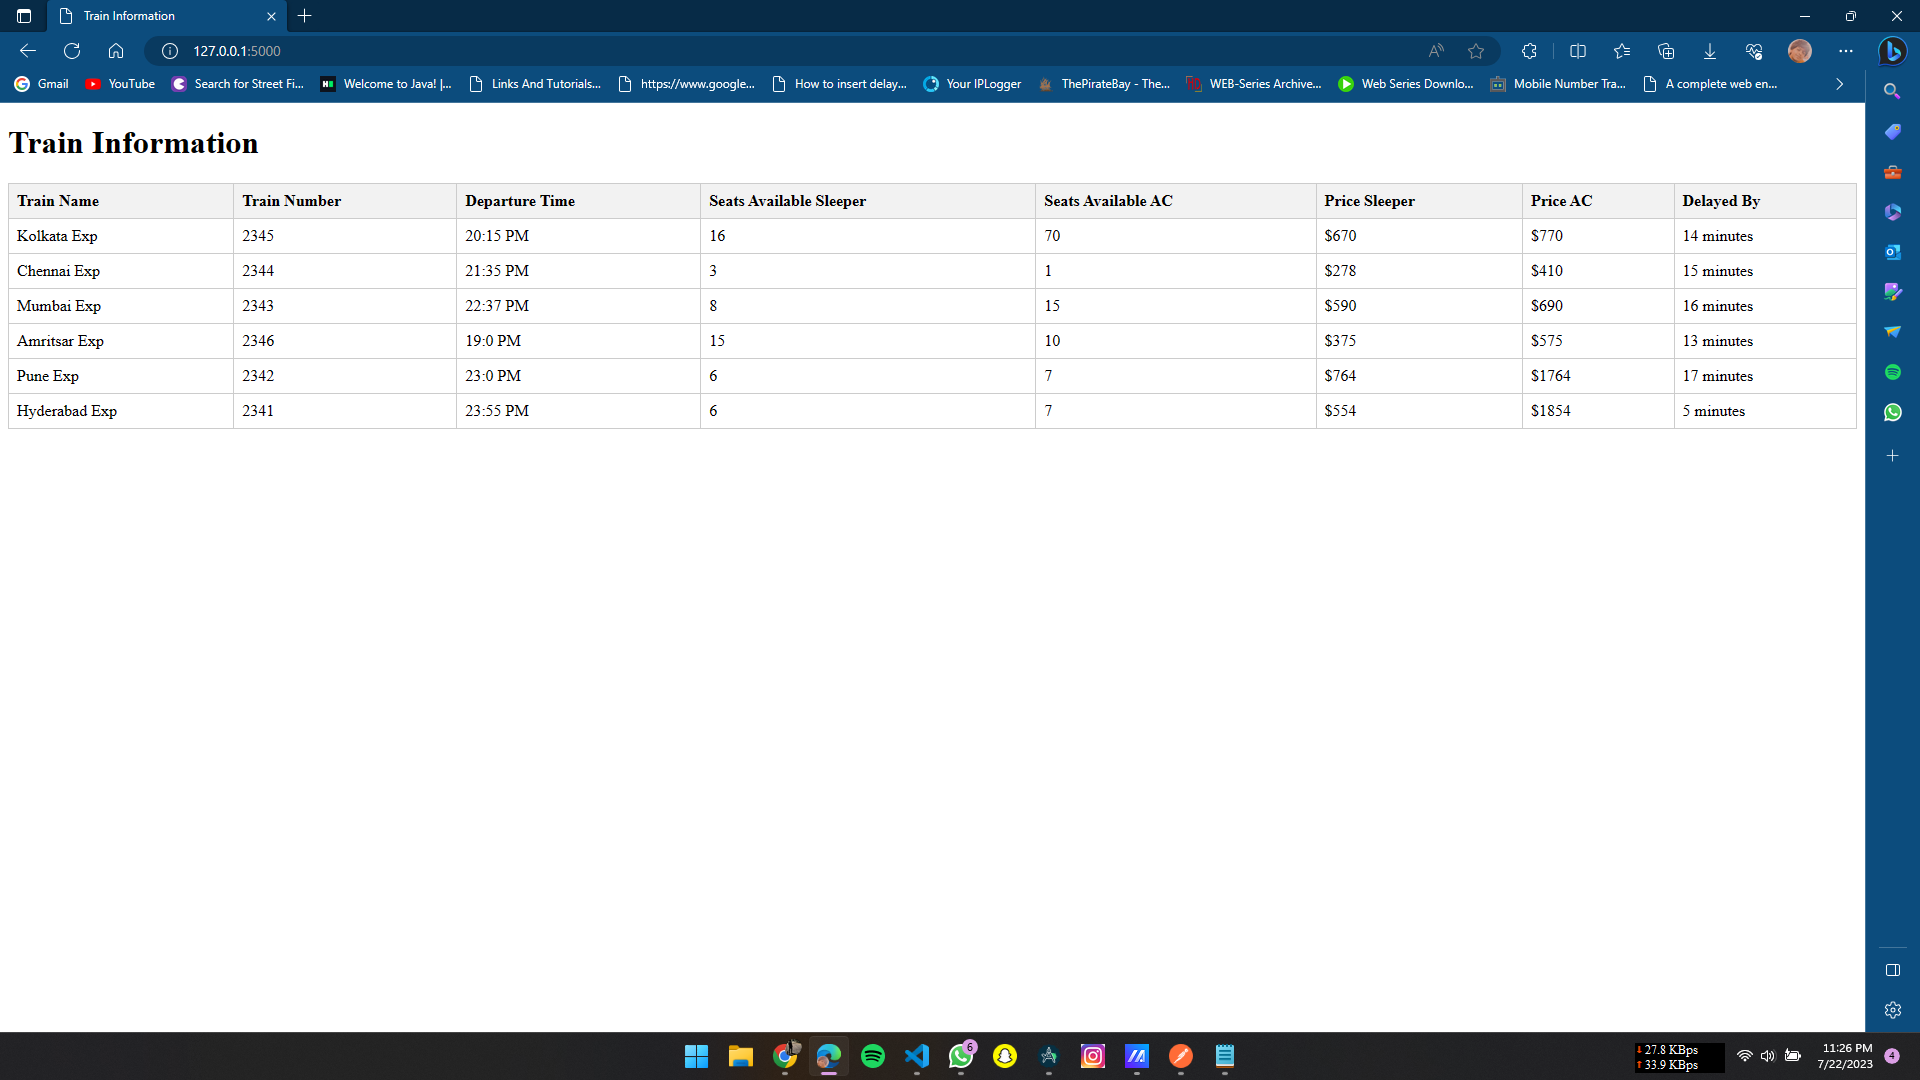 Train Information
127.0.0.1:5000
Gmail YouTube Search for Street Fi... Welcome to Java! |... Links And Tutorials... https://www.google... How to insert delay... Your IPLogger ThePirateBay - The... WEB-Series Archive... Web Series Downlo... Mobile Number Tra... A complete web en...
Train Information
Train Name Train Number Departure Time Seats Available Sleeper Seats Available AC Price Sleeper Price AC Delayed By
Kolkata Exp 2345 20:15 PM 16 70 $670 $770 14 minutes
Chennai Exp 2344 21:35 PM 3 1 $278 $410 15 minutes
Mumbai Exp 2343 22:37 PM 8 15 $590 $690 16 minutes
Amritsar Exp 2346 19:0 PM 15 10 $375 $575 13 minutes
Pune Exp 2342 23:0 PM 6 7 $764 $1764 17 minutes
Hyderabad Exp 2341 23:55 PM 6 7 $554 $1854 5 minutes
6
27.8 KBps
33.9 KBps
11:26 PM
7/22/2023
4